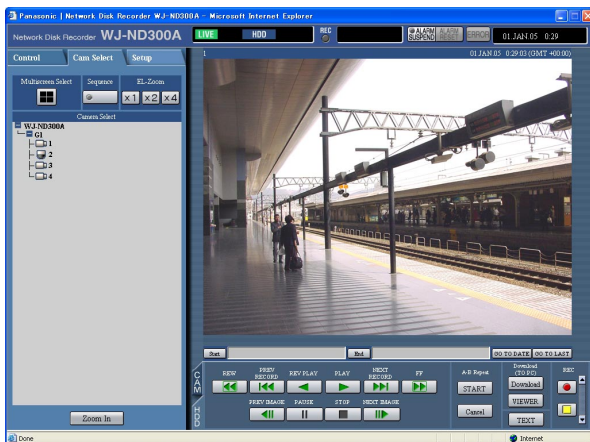 Panasonic | Network Disk Recorder WJ-ND300A - Microsoft Internet Explorer
Network Disk Recorder WJ-ND300A
LIVE
HDD
REC
ALARM SUSPEND
ALARM RESET
ERROR
01.JAN.05 0:29
Control
Cam Select
Setup
1
01.JAN.05 0:29:03 (GMT +00:00)
Multiscreen Select
Sequence
EL-Zoom
x1 x2 x4
Camera Select
WJ-ND300A
G1
1
2
3
4
Zoom In
Start
End
GO TO DATE
GO TO LAST
CAM
HDD
REW
PREV RECORD
REV PLAY
PLAY
NEXT RECORD
FF
PREV IMAGE
PAUSE
STOP
NEXT IMAGE
A-B Repeat
START
Cancel
Download (TO PC)
Download
VIEWER
TEXT
REC
Done
Internet